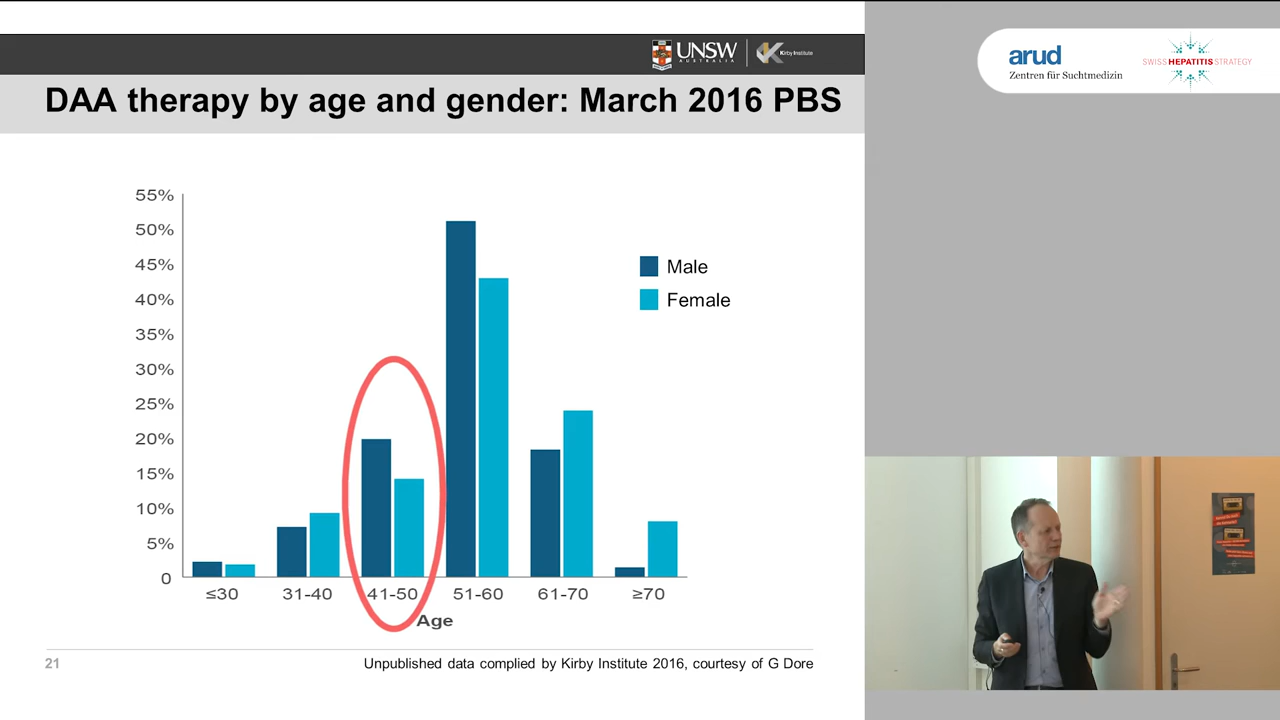 UNSW
AUSTRALIA
Kirby Institute
arud
Zentren für Suchtmedizin
SWISS HEPATITIS STRATEGY
DAA therapy by age and gender: March 2016 PBS
55%
50%
45%
40%
35%
30%
25%
20%
15%
10%
5%
0
Male
Female
≤30 31-40 41-50 51-60 61-70 ≥70
Age
21
Unpublished data complied by Kirby Institute 2016, courtesy of G Dore